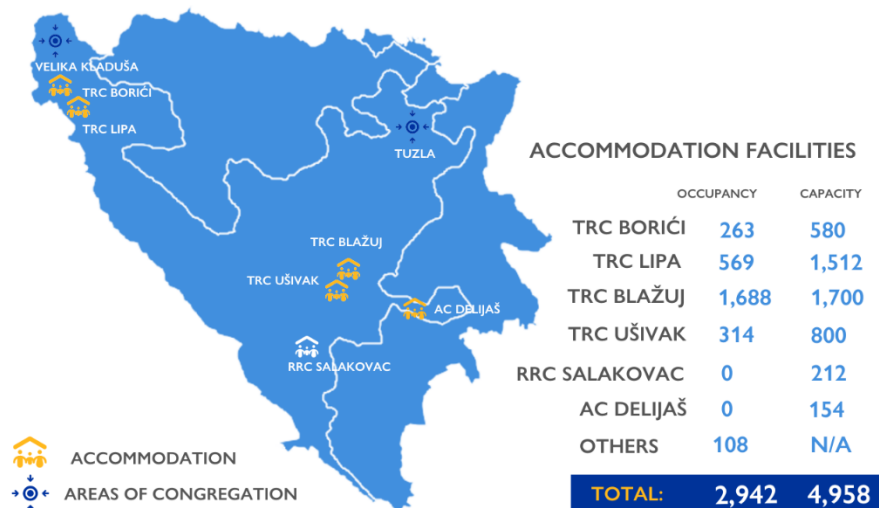 VELIKA KLADUŠA
TRC BORIĆI
TRC LIPA
TUZLA
TRC BLAŽUJ
TRC UŠIVAK
AC DELIJAŠ
RRC SALAKOVAC
ACCOMMODATION
AREAS OF CONGREGATION
ACCOMMODATION FACILITIES
OCCUPANCY CAPACITY
TRC BORIĆI 263 580
TRC LIPA 569 1,512
TRC BLAŽUJ 1,688 1,700
TRC UŠIVAK 314 800
RRC SALAKOVAC 0 212
AC DELIJAŠ 0 154
OTHERS 108 N/A
TOTAL: 2,942 4,958